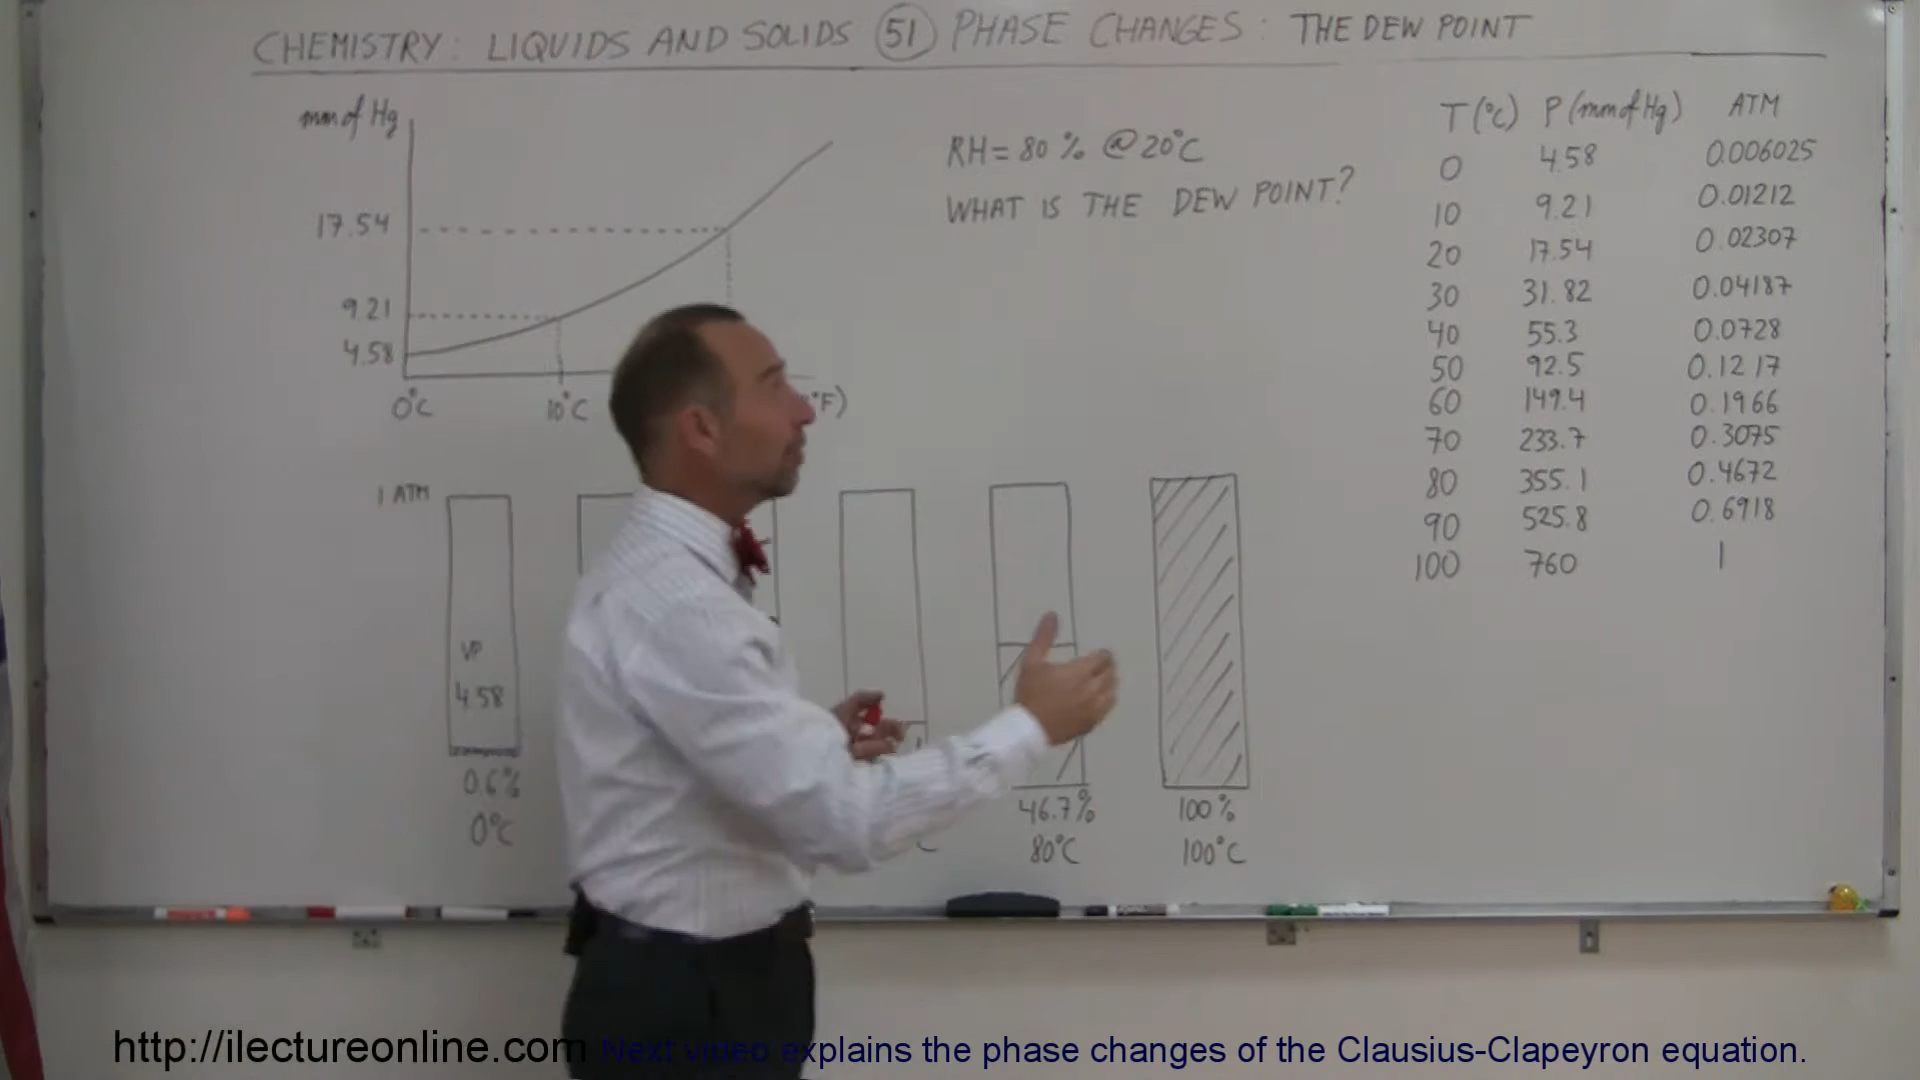 CHEMISTRY: LIQUIDS AND SOLIDS 51 PHASE CHANGES: THE DEW POINT
mm of Hg
17.54
9.21
4.58
0°C 10°C °F)
RH = 80 % @ 20°C
WHAT IS THE DEW POINT?
T (°C) P (mm of Hg) ATM
0 4.58 0.006025
10 9.21 0.01212
20 17.54 0.02307
30 31.82 0.04187
40 55.3 0.0728
50 92.5 0.1217
60 149.4 0.1966
70 233.7 0.3075
80 355.1 0.4672
90 525.8 0.6918
100 760 1
1 ATM
VP
4.58
0.6% 46.7% 100%
0°C C 80°C 100°C
http://ilectureonline.com Next video explains the phase changes of the Clausius-Clapeyron equation.